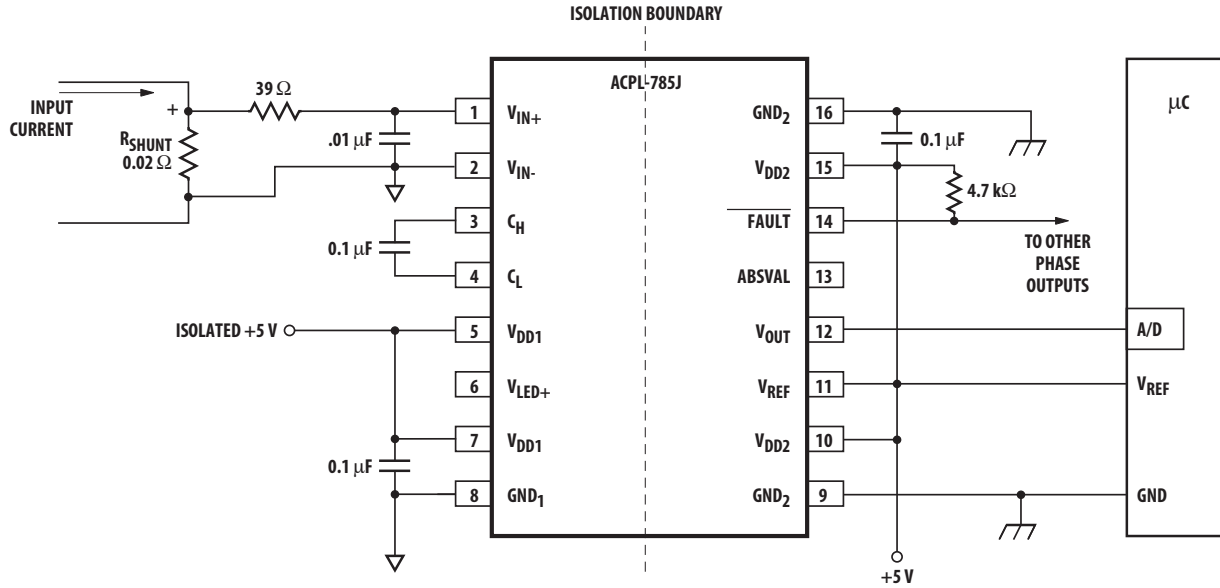 ISOLATION BOUNDARY
ACPL-785J
INPUT
CURRENT
+
R_SHUNT
0.02 Ω
39 Ω
.01 μF
0.1 μF
ISOLATED +5 V
0.1 μF
1 V_IN+
2 V_IN-
3 C_H
4 C_L
5 V_DD1
6 V_LED+
7 V_DD1
8 GND_1
GND_2 16
V_DD2 15
FAULT 14
ABSVAL 13
V_OUT 12
V_REF 11
V_DD2 10
GND_2 9
0.1 μF
4.7 kΩ
TO OTHER
PHASE
OUTPUTS
+5 V
μC
A/D
V_REF
GND